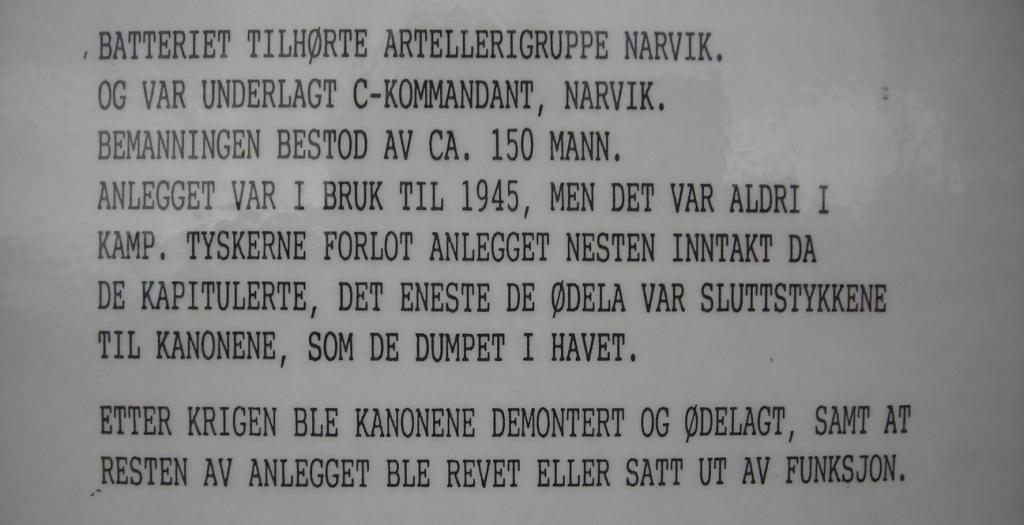 BATTERIET TILHØRTE ARTELLERIGRUPPE NARVIK.
OG VAR UNDERLAGT C-KOMMANDANT, NARVIK.
BEMANNINGEN BESTOD AV CA. 150 MANN.
ANLEGGET VAR I BRUK TIL 1945, MEN DET VAR ALDRI I
KAMP. TYSKERNE FORLOT ANLEGGET NESTEN INNTAKT DA
DE KAPITULERTE, DET ENESTE DE ØDELA VAR SLUTTSTYKKENE
TIL KANONENE, SOM DE DUMPET I HAVET.
ETTER KRIGEN BLE KANONENE DEMONTERT OG ØDELAGT, SAMT AT
RESTEN AV ANLEGGET BLE REVET ELLER SATT UT AV FUNKSJON.